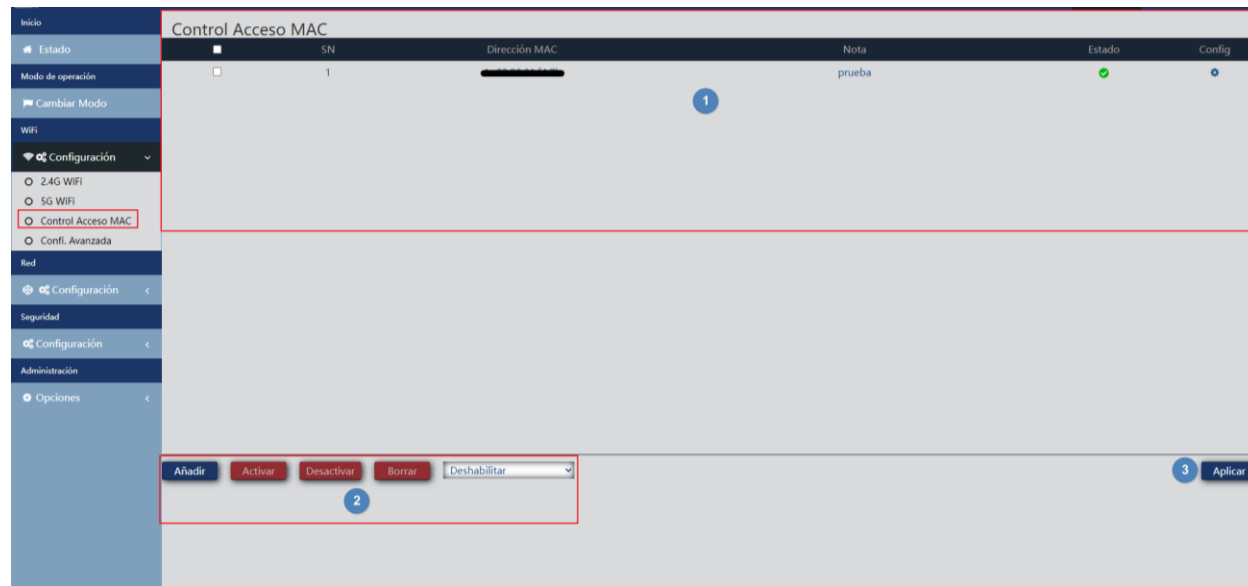 Inicio
Estado
Modo de operación
Cambiar Modo
WiFi
Configuración
2.4G WiFi
5G WiFi
Control Acceso MAC
Confi. Avanzada
Red
Configuración
Seguridad
Configuración
Administración
Opciones
Control Acceso MAC
SN Dirección MAC Nota Estado Config
1 prueba
1
Añadir Activar Desactivar Borrar Deshabilitar
2
3 Aplicar